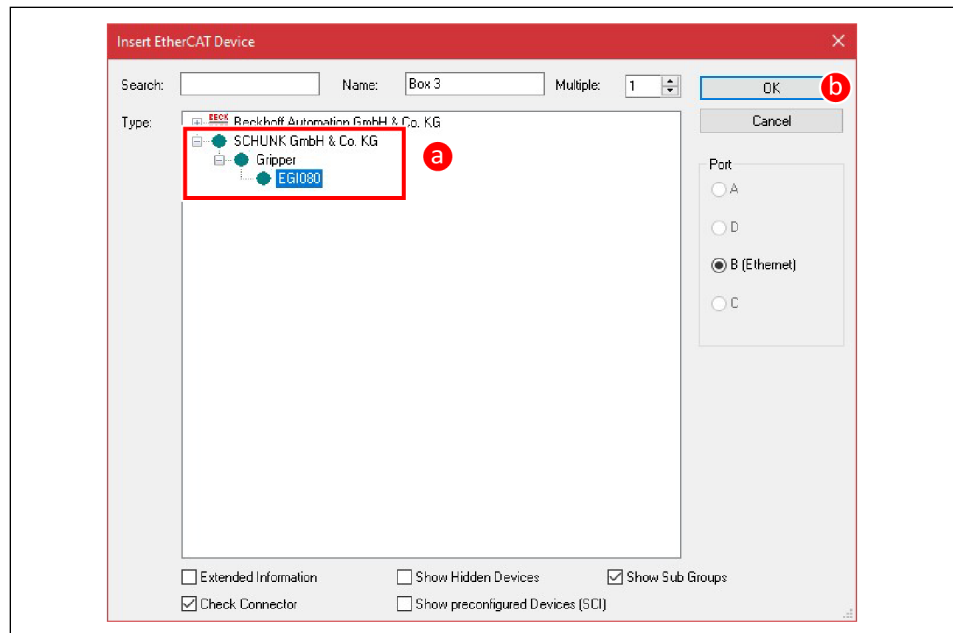 Insert EtherCAT Device
Search: Name: Box 3 Multiple: 1 OK b
Type: BECK Beckhoff Automation GmbH & Co. KG Cancel
SCHUNK GmbH & Co. KG
Gripper a
EGI080
Port
A
D
B (Ethernet)
C
Extended Information Show Hidden Devices Show Sub Groups
Check Connector Show preconfigured Devices (SCI)